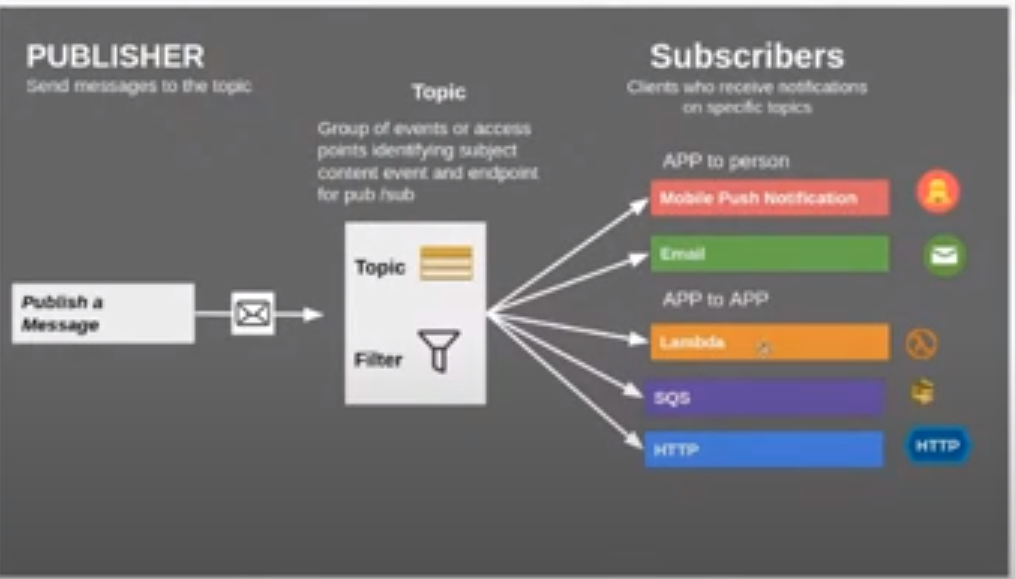 PUBLISHER
Send messages to the topic
Topic
Group of events or access
points identifying subject
content event and endpoint
for pub /sub
Subscribers
Clients who receive notifications
on specific topics
Publish a
Message
Topic
Filter
APP to person
Mobile Push Notification
Email
APP to APP
Lambda
SQS
HTTP
HTTP